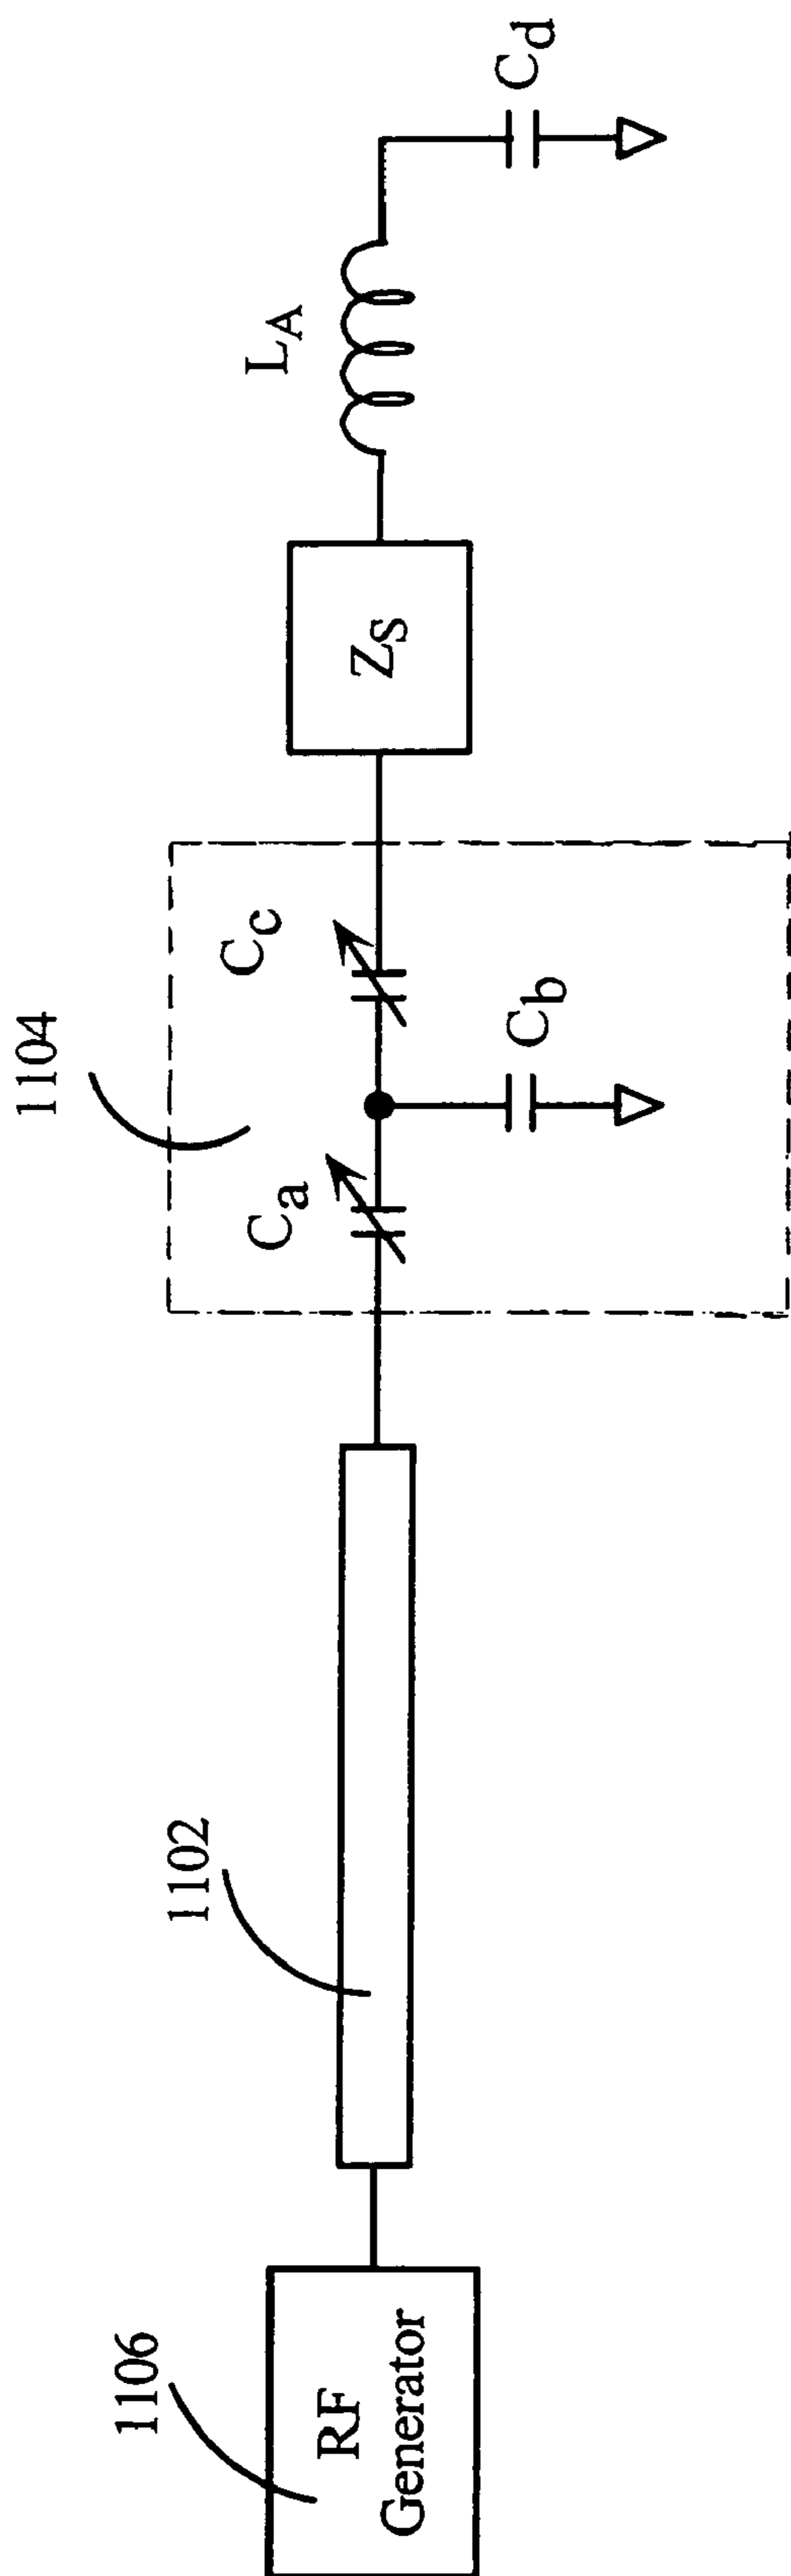 1106
RF
Generator
1102
1104
Ca
Cc
Cb
ZS
LA
Cd